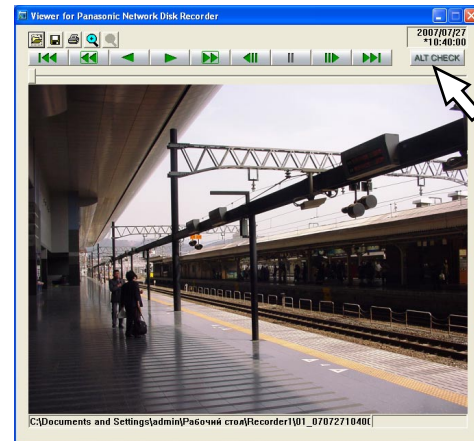 Viewer for Panasonic Network Disk Recorder
2007/07/27
*10:40:00
ALT CHECK
C:\Documents and Settings\admin\Рабочий стол\Recorder1\01_0707271040(